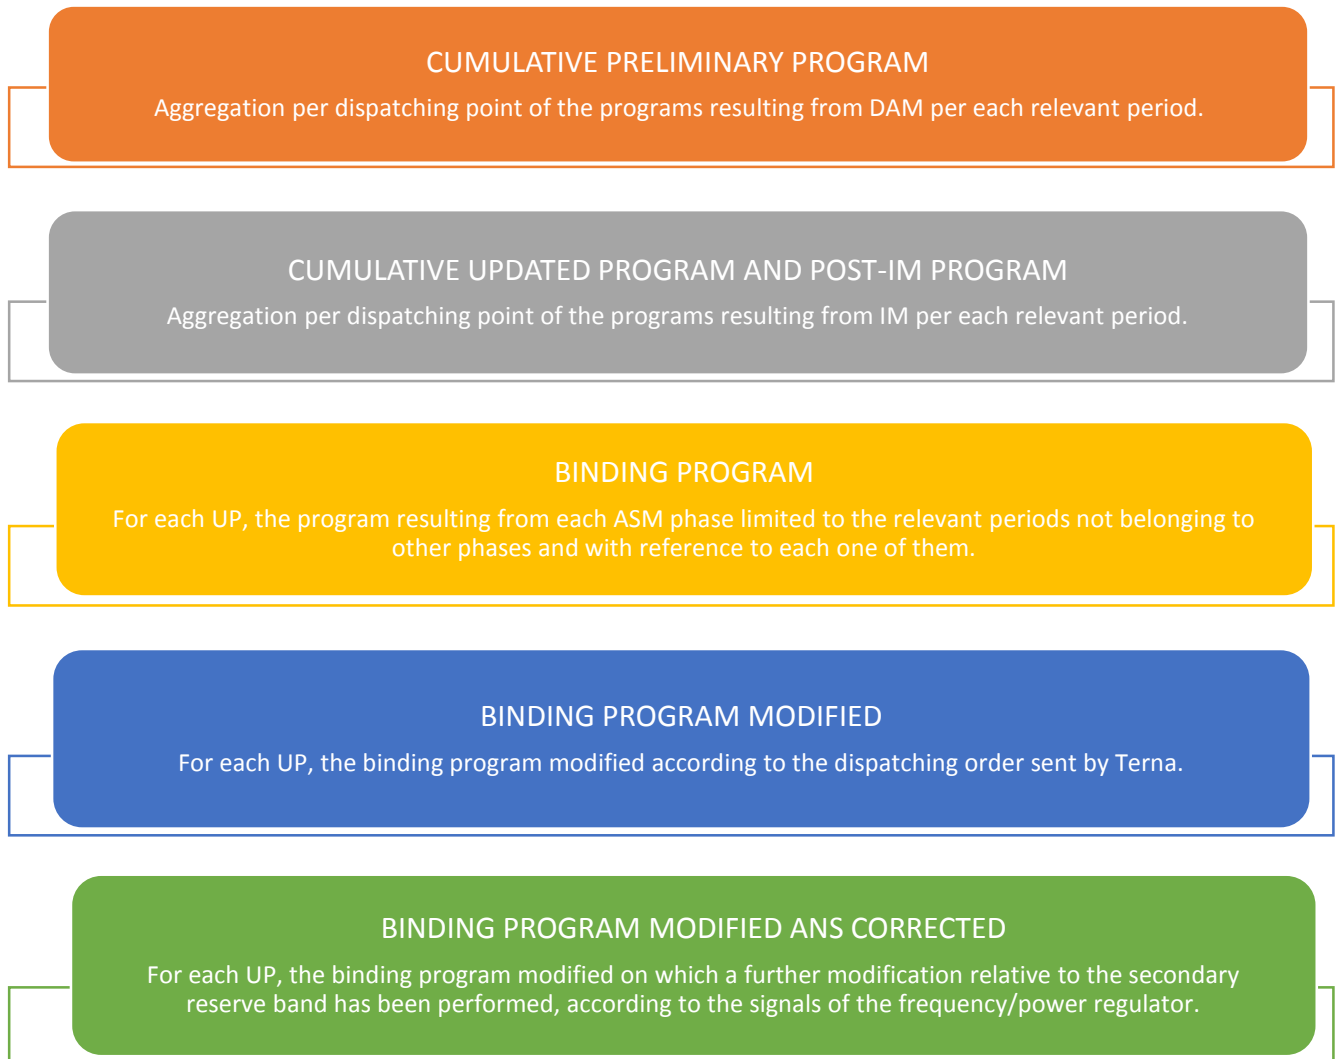 CUMULATIVE PRELIMINARY PROGRAM
Aggregation per dispatching point of the programs resulting from DAM per each relevant period.
CUMULATIVE UPDATED PROGRAM AND POST-IM PROGRAM
Aggregation per dispatching point of the programs resulting from IM per each relevant period.
BINDING PROGRAM
For each UP, the program resulting from each ASM phase limited to the relevant periods not belonging to
other phases and with reference to each one of them.
BINDING PROGRAM MODIFIED
For each UP, the binding program modified according to the dispatching order sent by Terna.
BINDING PROGRAM MODIFIED ANS CORRECTED
For each UP, the binding program modified on which a further modification relative to the secondary
reserve band has been performed, according to the signals of the frequency/power regulator.